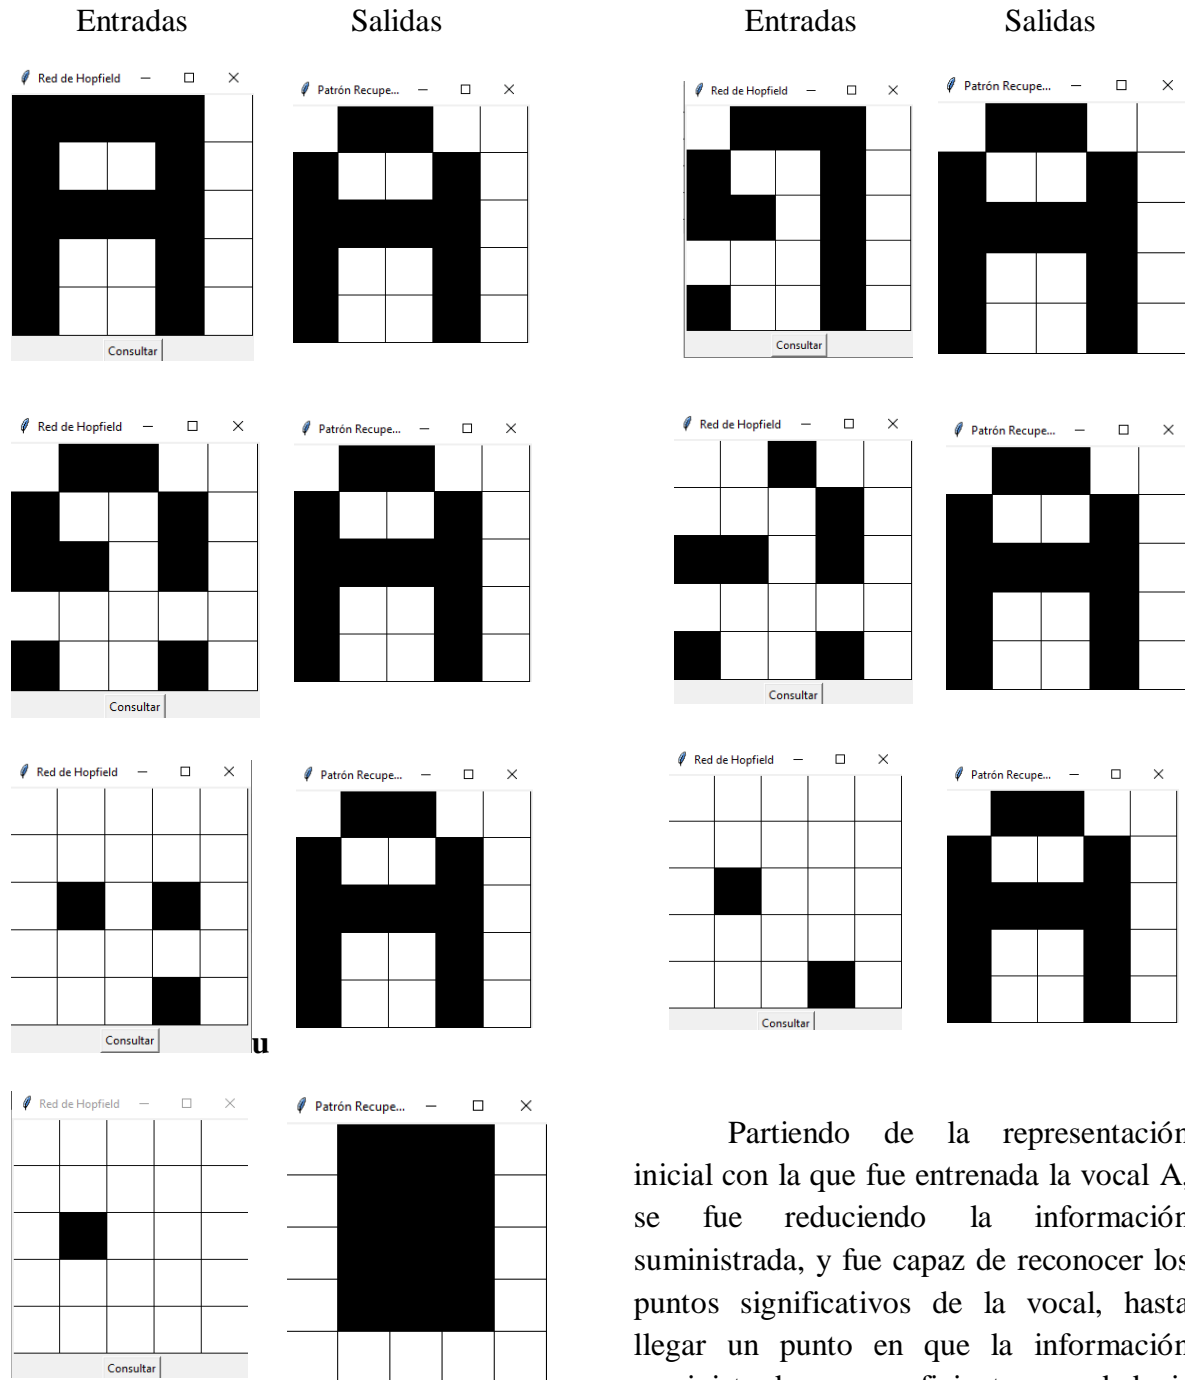 Entradas
Salidas
Entradas
Salidas
Red de Hopfield
Patrón Recupe...
Red de Hopfield
Patrón Recupe...
Consultar
Consultar
Red de Hopfield
Patrón Recupe...
Red de Hopfield
Patrón Recupe...
Consultar
Consultar
Red de Hopfield
Patrón Recupe...
Red de Hopfield
Patrón Recupe...
Consultar
u
Consultar
Red de Hopfield
Patrón Recupe...
Consultar
Partiendo de la representación
inicial con la que fue entrenada la vocal A,
se fue reduciendo la información
suministrada, y fue capaz de reconocer los
puntos significativos de la vocal, hasta
llegar un punto en que la información